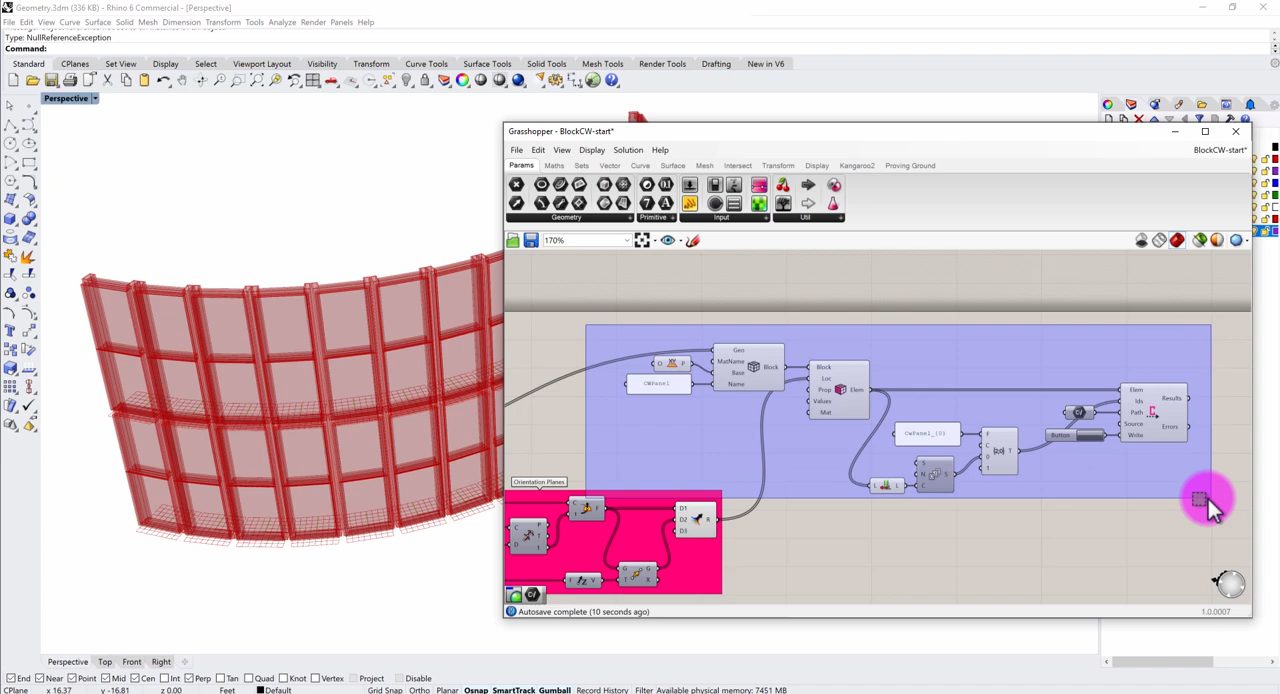 Geometry.3dm (336 KB) - Rhino 6 Commercial - [Perspective]
File Edit View Curve Surface Solid Mesh Dimension Transform Tools Analyze Render Panels Help
Type: NullReferenceException
Command:
Standard CPlanes Set View Display Select Viewport Layout Visibility Transform Curve Tools Surface Tools Solid Tools Mesh Tools Render Tools Drafting New in V6
Perspective
Grasshopper - BlockCW-start*
File Edit View Display Solution Help
BlockCW-start*
Params Maths Sets Vector Curve Surface Mesh Intersect Transform Display Kangaroo2 Proving Ground
Geometry Primitive Input Util
170%
Geo
MatName
Base
Name
Block
O P
CWPanel
Block
Loc
Prop
Values
Mat
Elem
CWPanel_{0}
F
C
0
1
T
L L
S
N
C
S
Button
Elem
Ids
Path
Source
Write
Results
Errors
Orientation Planes
D1
D2
D3
R
Autosave complete (10 seconds ago)
1.0.0007
Perspective Top Front Right
End Near Point Mid Cen Int Perp Tan Quad Knot Vertex Project Disable
CPlane x 16.37 y -16.81 z 0.00 Feet Default Grid Snap Ortho Planar Osnap SmartTrack Gumball Record History Filter Available physical memory: 7451 MB